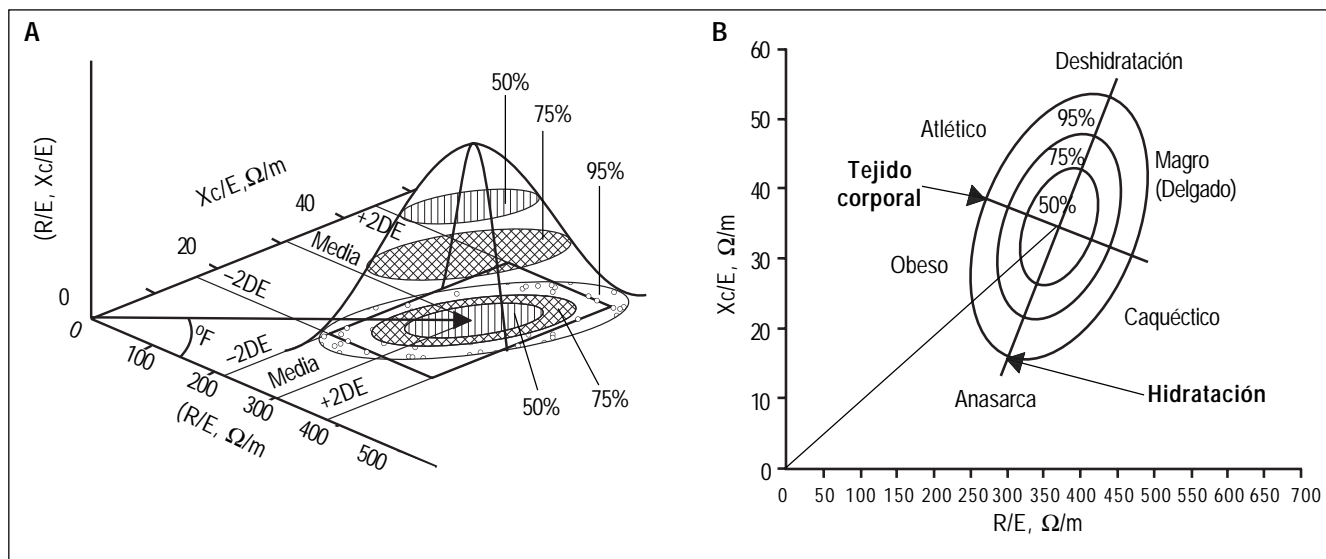 A
50%
75%
95%
(R/E, Xc/E)
Xc/E, Ω/m
40
20
0
+2DE
Media
−2DE
0
100
200
300
400
500
ºF
−2DE
Media
+2DE
(R/E, Ω/m
50%
75%
B
60
50
40
30
20
10
0
Xc/E, Ω/m
Deshidratación
Atlético
95%
75%
50%
Magro
(Delgado)
Tejido
corporal
Obeso
Caquéctico
Anasarca
Hidratación
0 50 100 150 200 250 300 350 400 450 500 550 600 650 700
R/E, Ω/m